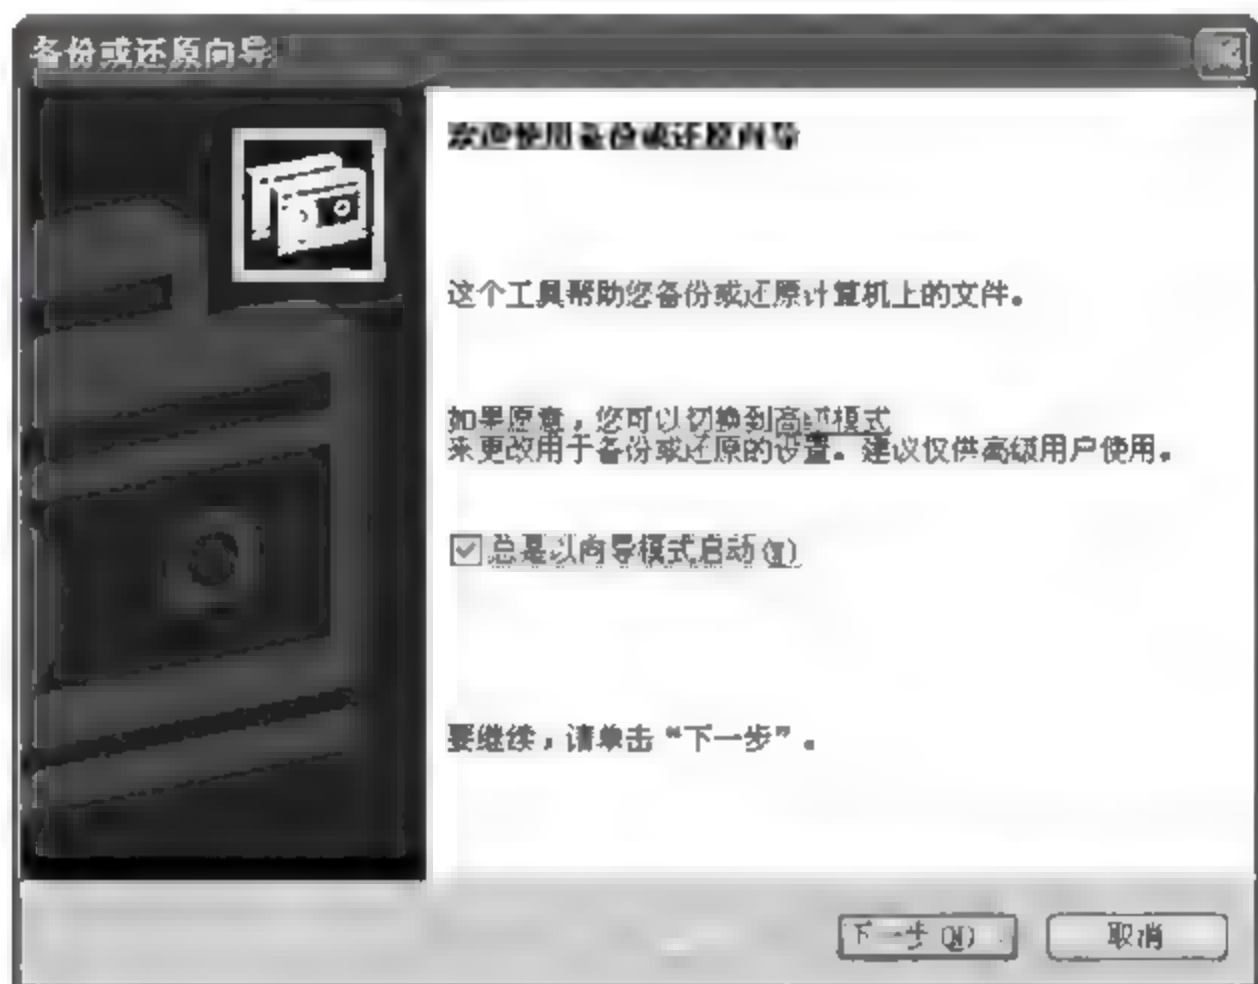 备份或还原向导
欢迎使用备份或还原向导
这个工具帮助您备份或还原计算机上的文件。
如果愿意，您可以切换到高级模式
来更改用于备份或还原的设置。建议仅供高级用户使用。
总是以向导模式启动(W)
要继续，请单击“下一步”。
下一步(N)
取消